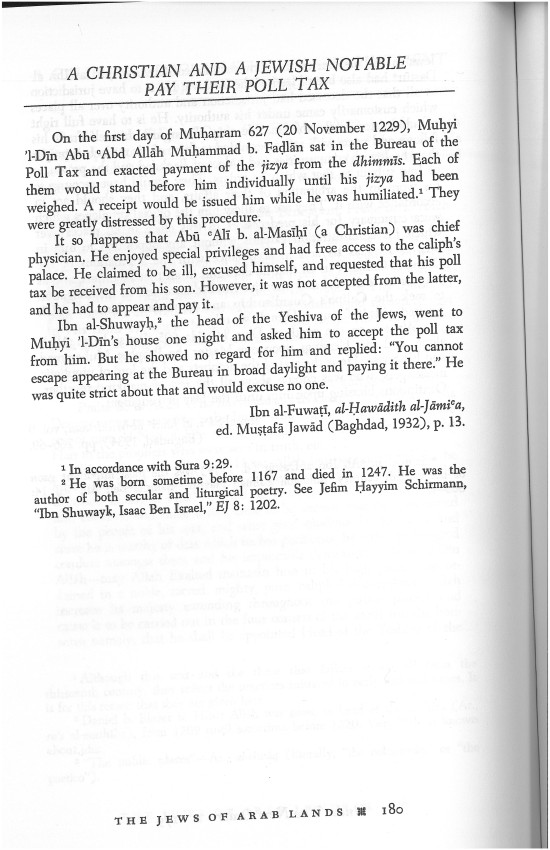 A CHRISTIAN AND A JEWISH NOTABLE
PAY THEIR POLL TAX
On the first day of Muḥarram 627 (20 November 1229), Muḥyi
'l-Dīn Abū ʿAbd Allāh Muḥammad b. Faḍlān sat in the Bureau of the
Poll Tax and exacted payment of the jizya from the dhimmīs. Each of
them would stand before him individually until his jizya had been
weighed. A receipt would be issued him while he was humiliated.¹ They
were greatly distressed by this procedure.
It so happens that Abū ʿAlī b. al-Masīḥī (a Christian) was chief
physician. He enjoyed special privileges and had free access to the caliph's
palace. He claimed to be ill, excused himself, and requested that his poll
tax be received from his son. However, it was not accepted from the latter,
and he had to appear and pay it.
Ibn al-Shuwayḥ,² the head of the Yeshiva of the Jews, went to
Muḥyi 'l-Dīn's house one night and asked him to accept the poll tax
from him. But he showed no regard for him and replied: "You cannot
escape appearing at the Bureau in broad daylight and paying it there." He
was quite strict about that and would excuse no one.
Ibn al-Fuwaṭī, al-Ḥawādith al-Jāmiʿa,
ed. Muṣṭafā Jawād (Baghdad, 1932), p. 13.
¹ In accordance with Sura 9:29.
² He was born sometime before 1167 and died in 1247. He was the
author of both secular and liturgical poetry. See Jefim Ḥayyim Schirmann,
"Ibn Shuwayk, Isaac Ben Israel," EJ 8: 1202.
THE JEWS OF ARAB LANDS ⁜ 180